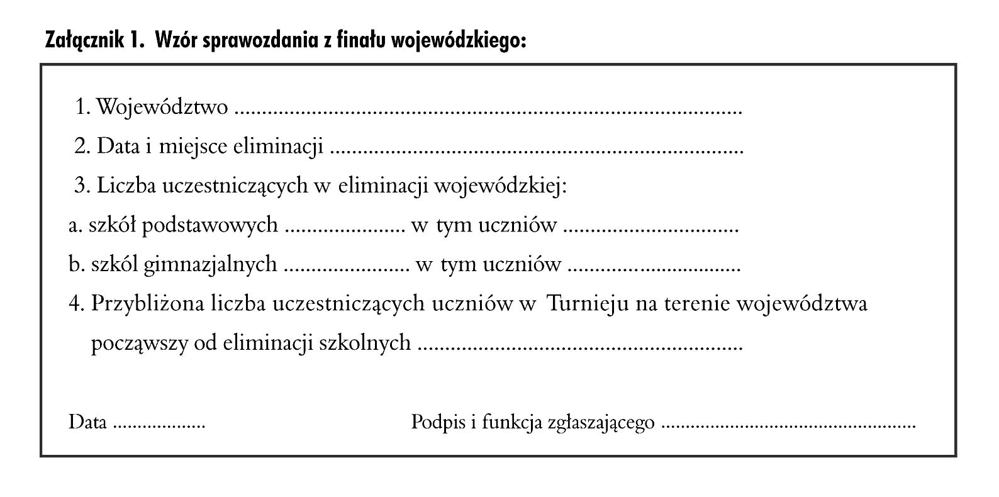 Załącznik 1. Wzór sprawozdania z finału wojewódzkiego:
1. Województwo ............................................................................................
2. Data i miejsce eliminacji ...........................................................................
3. Liczba uczestniczących w eliminacji wojewódzkiej:
a. szkół podstawowych ...................... w tym uczniów ................................
b. szkól gimnazjalnych ....................... w tym uczniów ...............................
4. Przybliżona liczba uczestniczących uczniów w Turnieju na terenie województwa
począwszy od eliminacji szkolnych ...........................................................
Data ................... Podpis i funkcja zgłaszającego ....................................................